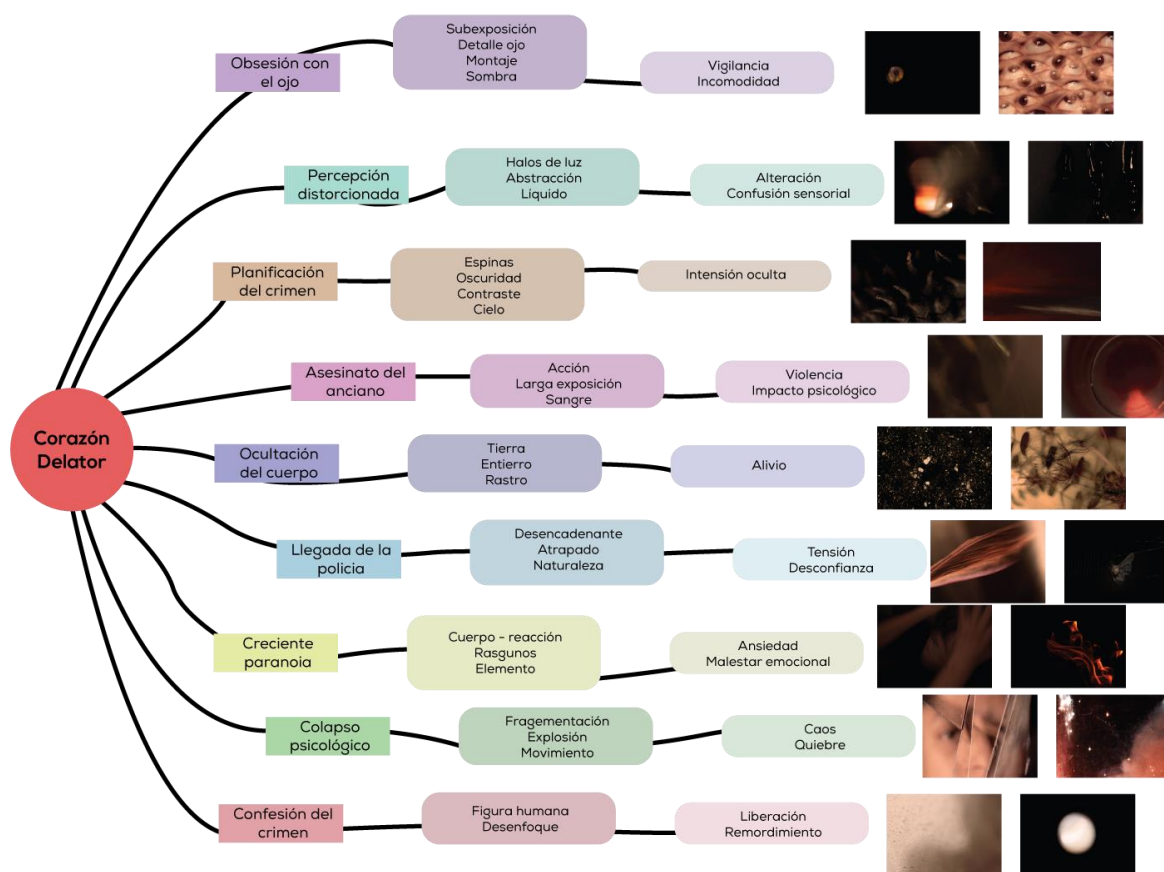 Corazón
Delator
Obsesión con
el ojo
Subexposición
Detalle ojo
Montaje
Sombra
Vigilancia
Incomodidad
Percepción
distorcionada
Halos de luz
Abstracción
Liquido
Alteración
Confusión sensorial
Planificación
del crimen
Espinas
Oscuridad
Contraste
Cielo
Intensión oculta
Asesinato del
anciano
Acción
Larga exposición
Sangre
Violencia
Impacto psicológico
Ocultación
del cuerpo
Tierra
Entierro
Rastro
Alivio
Llegada de la
policia
Desencadenante
Atrapado
Naturaleza
Tensión
Desconfianza
Creciente
paranoia
Cuerpo - reacción
Rasgunos
Elemento
Ansiedad
Malestar emocional
Colapso
psicológico
Fragementación
Explosión
Movimiento
Caos
Quiebre
Confesión del
crimen
Figura humana
Desenfoque
Liberación
Remordimiento